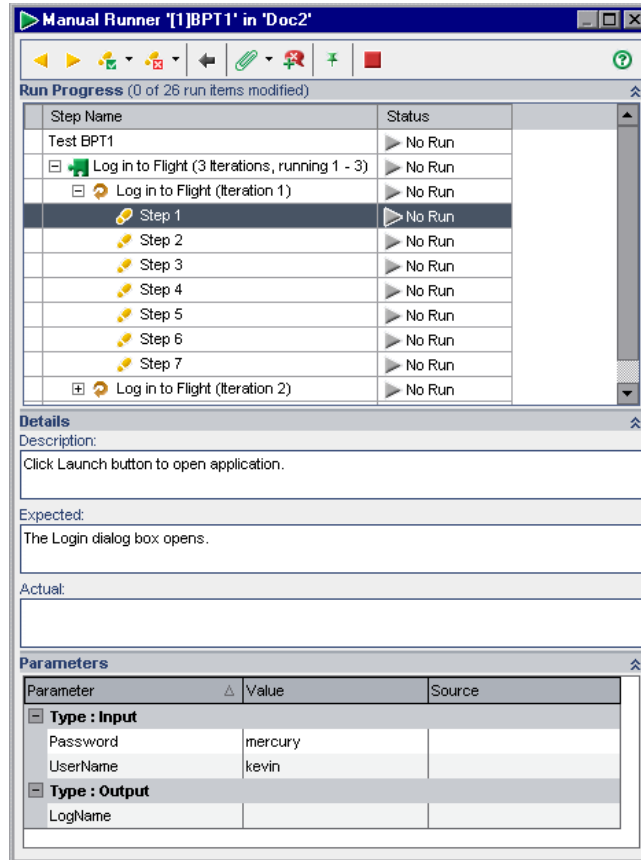 Manual Runner '[1]BPT1' in 'Doc2'
Run Progress (0 of 26 run items modified)
Step Name Status
Test BPT1 No Run
Log in to Flight (3 Iterations, running 1 - 3) No Run
Log in to Flight (Iteration 1) No Run
Step 1 No Run
Step 2 No Run
Step 3 No Run
Step 4 No Run
Step 5 No Run
Step 6 No Run
Step 7 No Run
Log in to Flight (Iteration 2) No Run
Details
Description:
Click Launch button to open application.
Expected:
The Login dialog box opens.
Actual:
Parameters
Parameter Value Source
Type : Input
Password mercury
UserName kevin
Type : Output
LogName